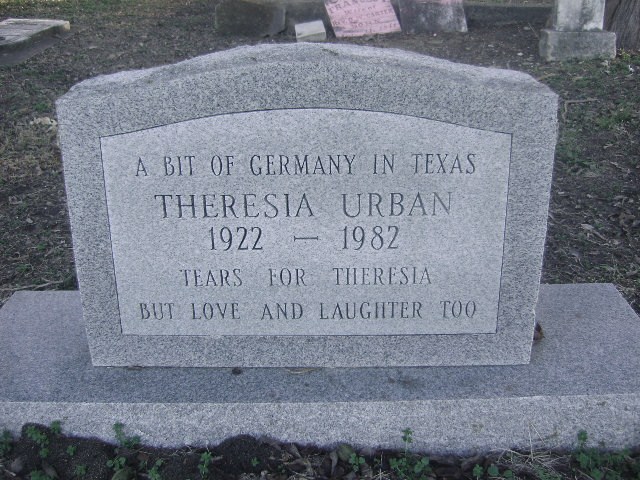 A BIT OF GERMANY IN TEXAS
THERESIA URBAN
1922 — 1982
TEARS FOR THERESIA
BUT LOVE AND LAUGHTER TOO